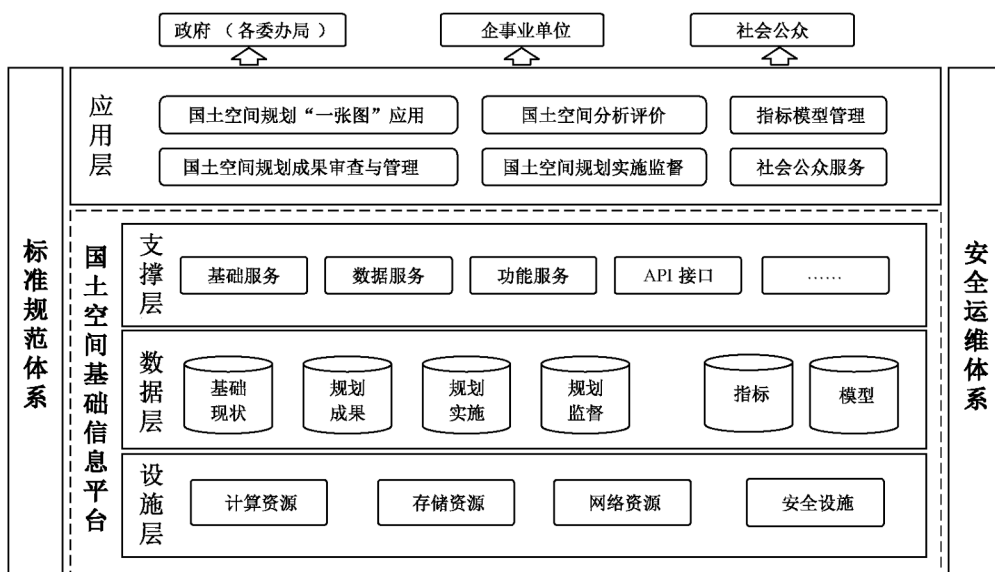 政府（各委办局）
企事业单位
社会公众
应用层
国土空间规划“一张图”应用
国土空间分析评价
指标模型管理
国土空间规划成果审查与管理
国土空间规划实施监督
社会公众服务
标准规范体系
国土空间基础信息平台
支撑层
基础服务
数据服务
功能服务
API 接口
……
数据层
基础
现状
规划
成果
规划
实施
规划
监督
指标
模型
设施层
计算资源
存储资源
网络资源
安全设施
安全运维体系